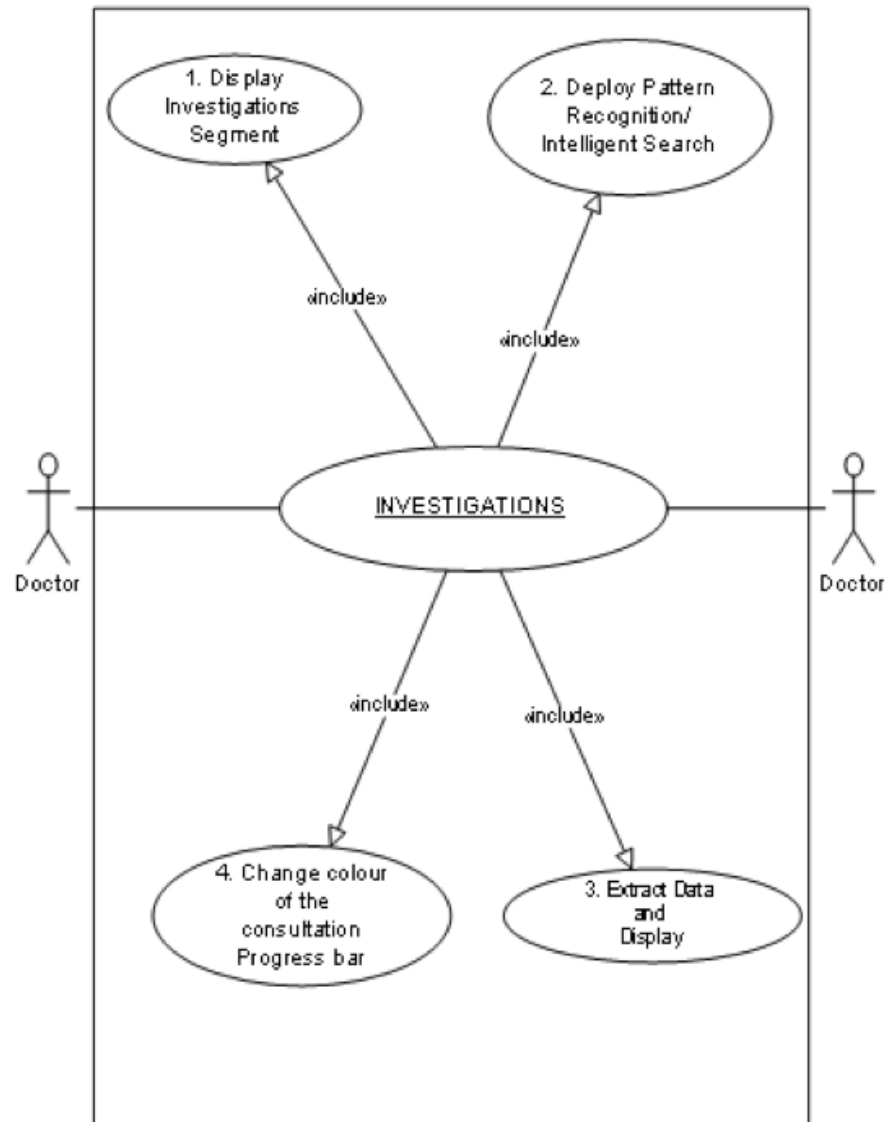 1. Display
Investigations
Segment
2. Deploy Pattern
Recognition/
Intelligent Search
«include»
«include»
INVESTIGATIONS
Doctor
Doctor
«include»
«include»
4. Change colour
of the
consultation
Progress bar
3. Extract Data
and
Display